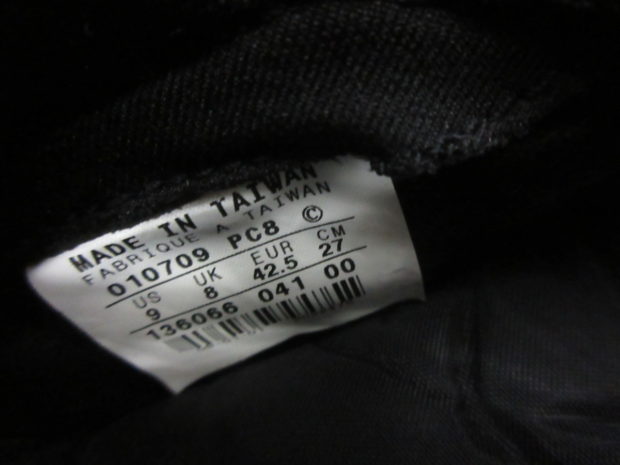 MADE IN TAIWAN
FABRIQUE A TAIWAN
010709 PC8 ©
US UK EUR CM
9 8 42.5 27
136066 041 00